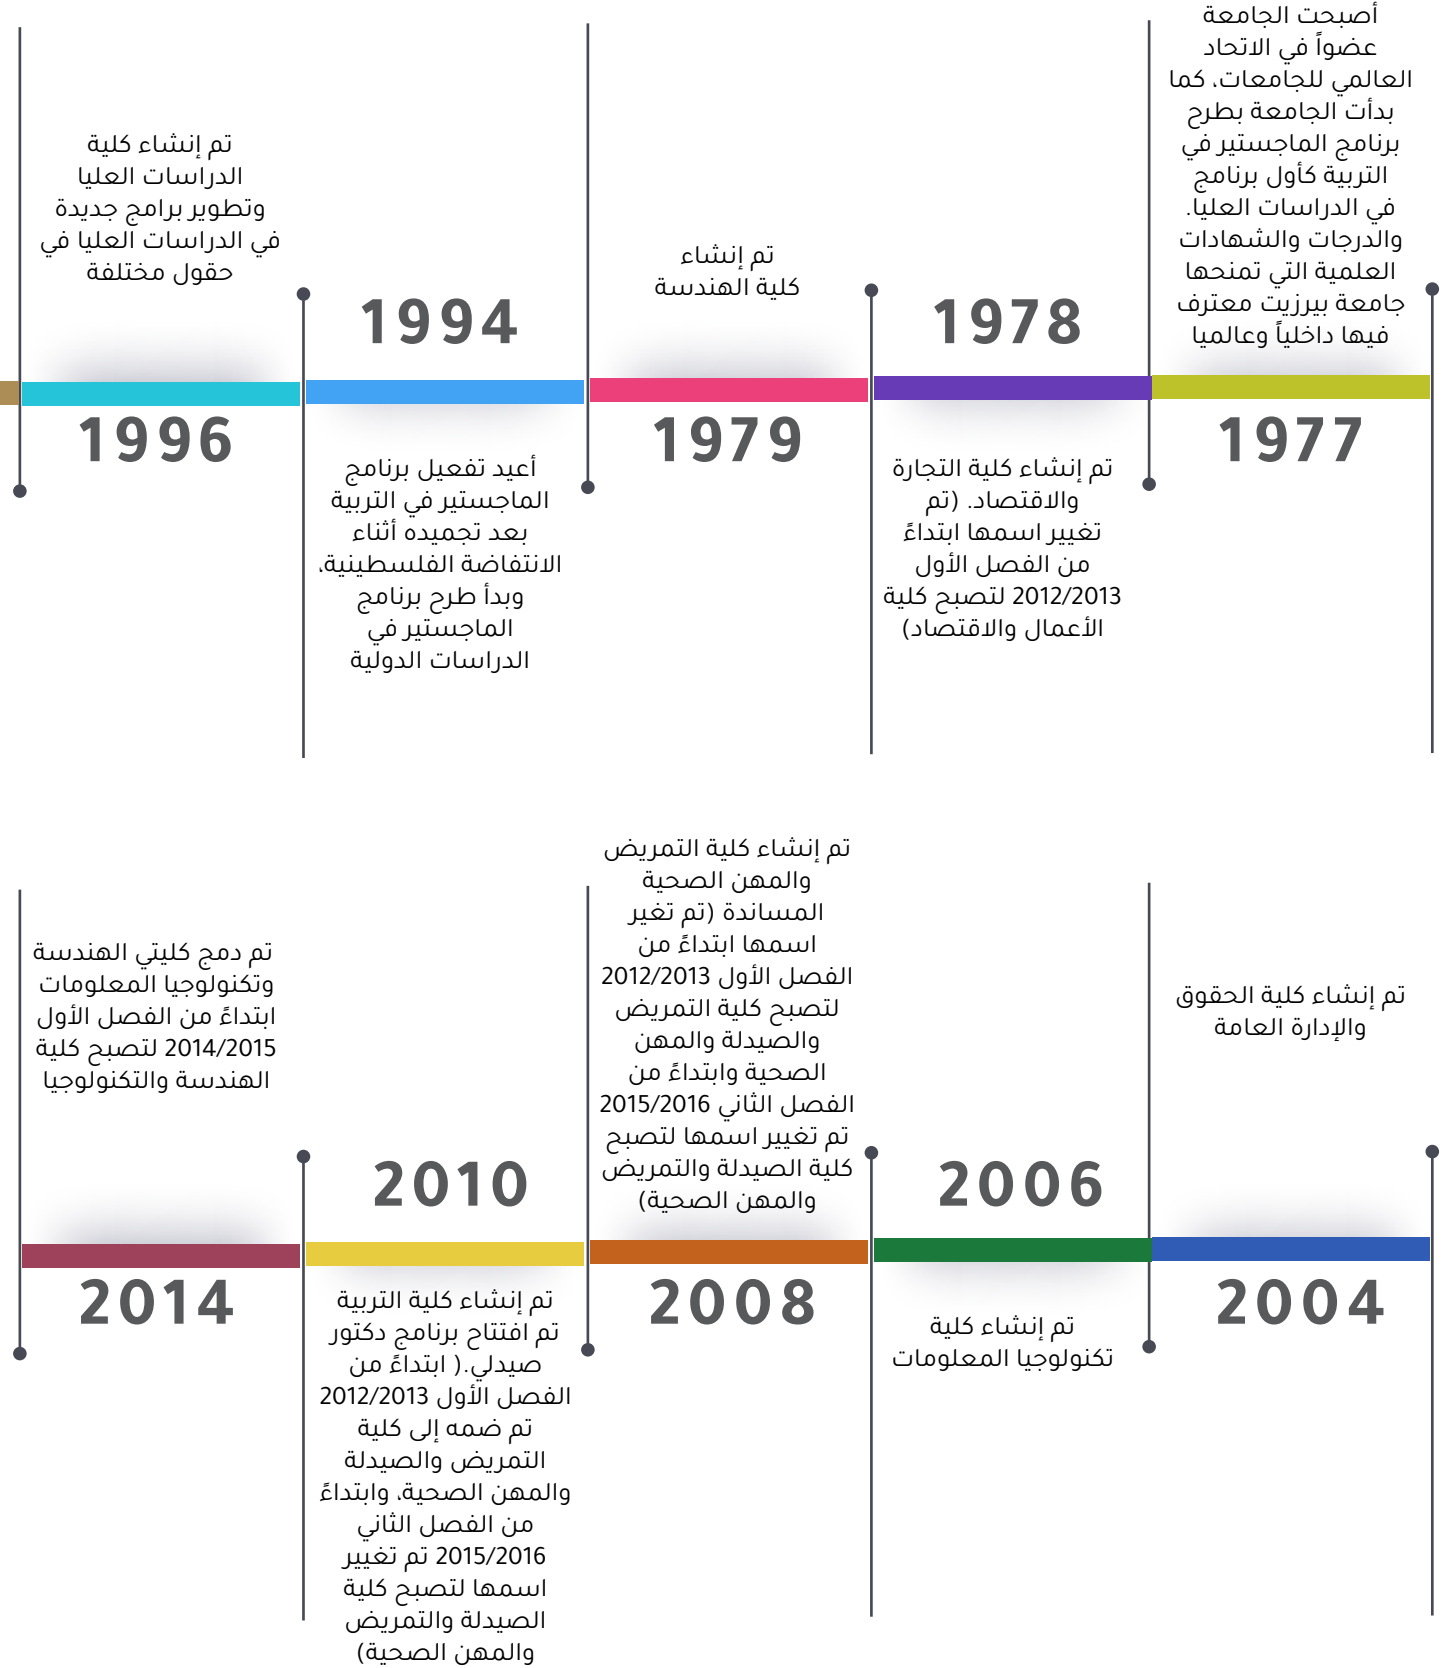 أصبحت الجامعة
عضواً في الاتحاد
العالمي للجامعات، كما
بدأت الجامعة بطرح
برنامج الماجستير في
التربية كأول برنامج
في الدراسات العليا.
والدرجات والشهادات
العلمية التي تمنحها
جامعة بيرزيت معترف
فيها داخلياً وعالميا
1977
1978
تم إنشاء كلية التجارة
والاقتصاد. (تم
تغيير اسمها ابتداءً
من الفصل الأول
2012/2013 لتصبح كلية
الأعمال والاقتصاد)
تم إنشاء
كلية الهندسة
1979
1994
أعيد تفعيل برنامج
الماجستير في التربية
بعد تجميده أثناء
الانتفاضة الفلسطينية،
وبدأ طرح برنامج
الماجستير في
الدراسات الدولية
تم إنشاء كلية
الدراسات العليا
وتطوير برامج جديدة
في الدراسات العليا في
حقول مختلفة
1996
تم إنشاء كلية الحقوق
والإدارة العامة
2004
2006
تم إنشاء كلية
تكنولوجيا المعلومات
تم إنشاء كلية التمريض
والمهن الصحية
المساندة (تم تغير
اسمها ابتداءً من
الفصل الأول 2012/2013
لتصبح كلية التمريض
والصيدلة والمهن
الصحية وابتداءً من
الفصل الثاني 2015/2016
تم تغيير اسمها لتصبح
كلية الصيدلة والتمريض
والمهن الصحية)
2008
2010
تم إنشاء كلية التربية
تم افتتاح برنامج دكتور
صيدلي.( ابتداءً من
الفصل الأول 2012/2013
تم ضمه إلى كلية
التمريض والصيدلة
والمهن الصحية، وابتداءً
من الفصل الثاني
2015/2016 تم تغيير
اسمها لتصبح كلية
الصيدلة والتمريض
والمهن الصحية)
تم دمج كليتي الهندسة
وتكنولوجيا المعلومات
ابتداءً من الفصل الأول
2014/2015 لتصبح كلية
الهندسة والتكنولوجيا
2014